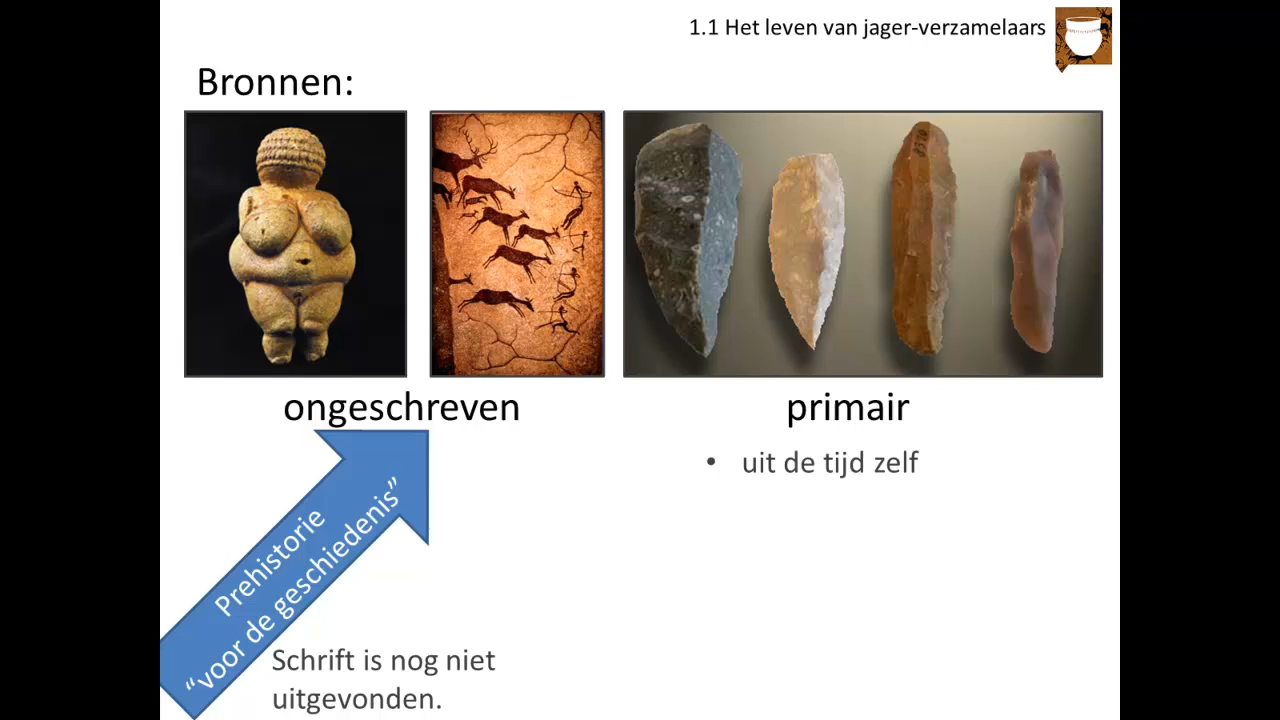 1.1 Het leven van jager-verzamelaars
Bronnen:
ongeschreven
primair
• uit de tijd zelf
Prehistorie
“voor de geschiedenis”
Schrift is nog niet
uitgevonden.